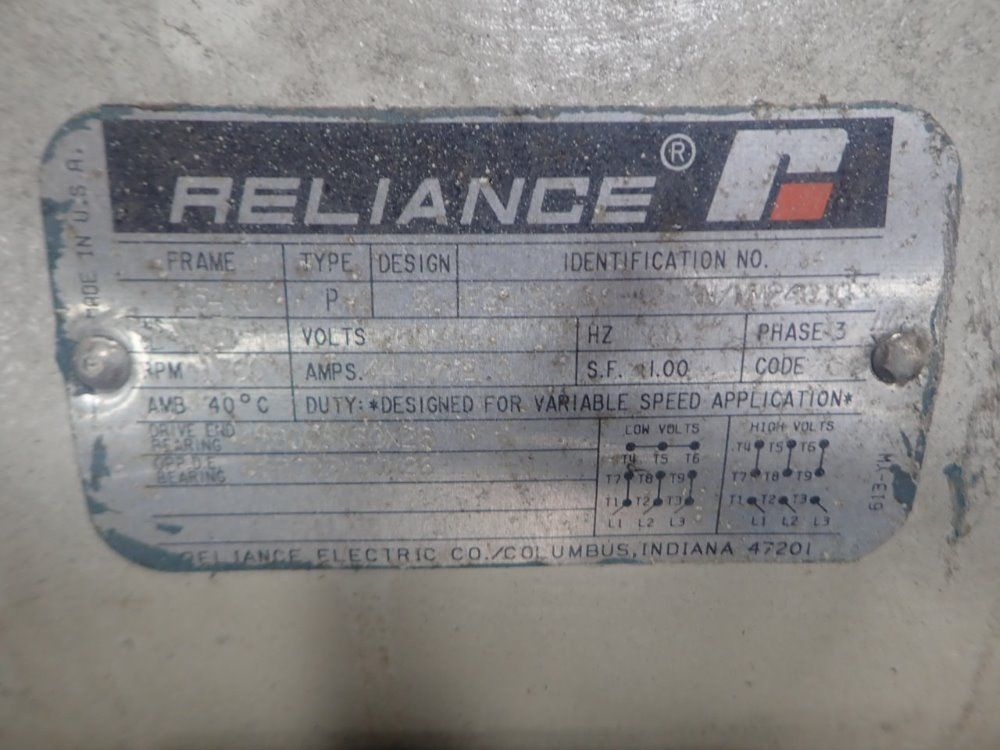 RELIANCE ®
MADE IN U.S.A.
FRAME TYPE DESIGN IDENTIFICATION NO.
P
VOLTS HZ PHASE 3
RPM AMPS. S.F. 1.00 CODE
AMB 40°C DUTY:*DESIGNED FOR VARIABLE SPEED APPLICATION*
DRIVE END
BEARING
OPP D.E.
BEARING
LOW VOLTS
T4 T5 T6
T7 T8 T9
T1 T2 T3
L1 L2 L3
HIGH VOLTS
T4 T5 T6
T7 T8 T9
T1 T2 T3
L1 L2 L3
613-YW
RELIANCE ELECTRIC CO./COLUMBUS, INDIANA 47201